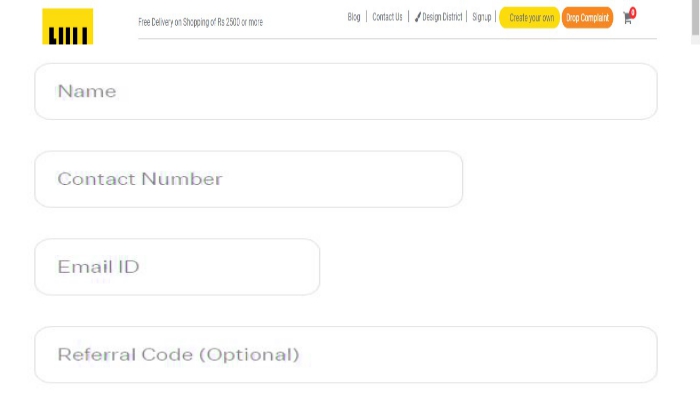 Free Delivery on Shopping of Rs 2500 or more
Blog | Contact Us | Design District | Signup | Create your own Drop Complaint 0
Name
Contact Number
Email ID
Referral Code (Optional)